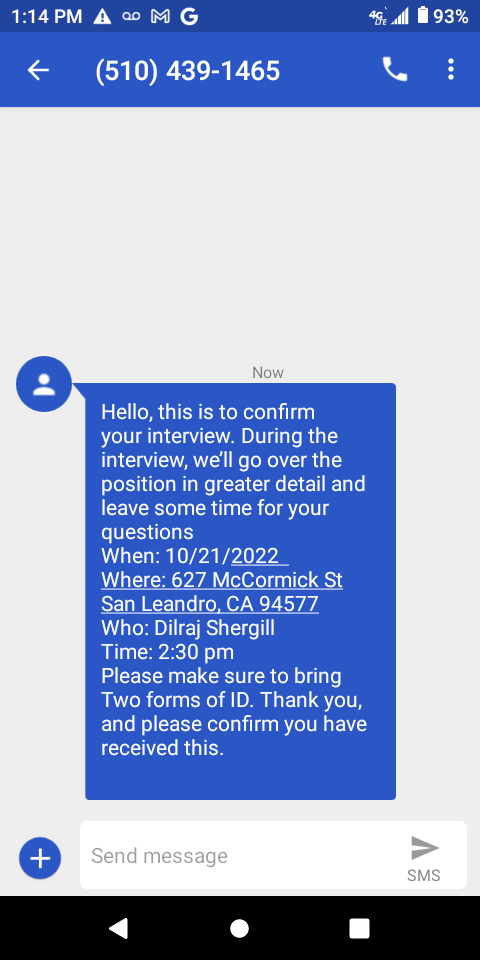 1:14 PM 4G LTE 93%
(510) 439-1465
Now
Hello, this is to confirm
your interview. During the
interview, we'll go over the
position in greater detail and
leave some time for your
questions
When: 10/21/2022
Where: 627 McCormick St
San Leandro, CA 94577
Who: Dilraj Shergill
Time: 2:30 pm
Please make sure to bring
Two forms of ID. Thank you,
and please confirm you have
received this.
Send message
SMS